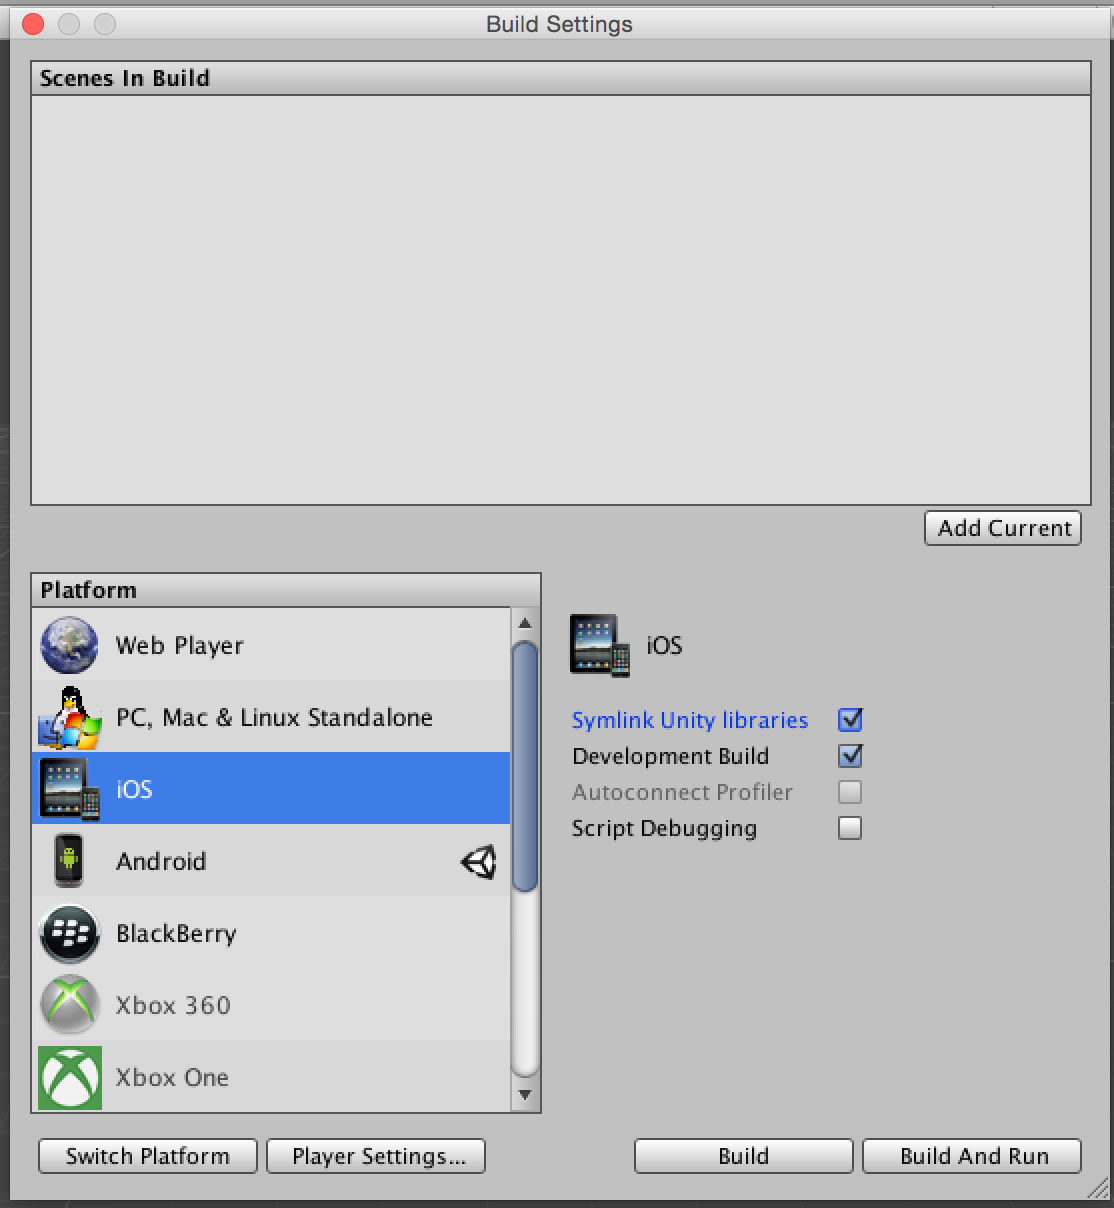 Build Settings
Scenes In Build
Add Current
Platform
Web Player
PC, Mac & Linux Standalone
iOS
Android
BlackBerry
Xbox 360
Xbox One
iOS
Symlink Unity libraries
Development Build
Autoconnect Profiler
Script Debugging
Switch Platform
Player Settings...
Build
Build And Run